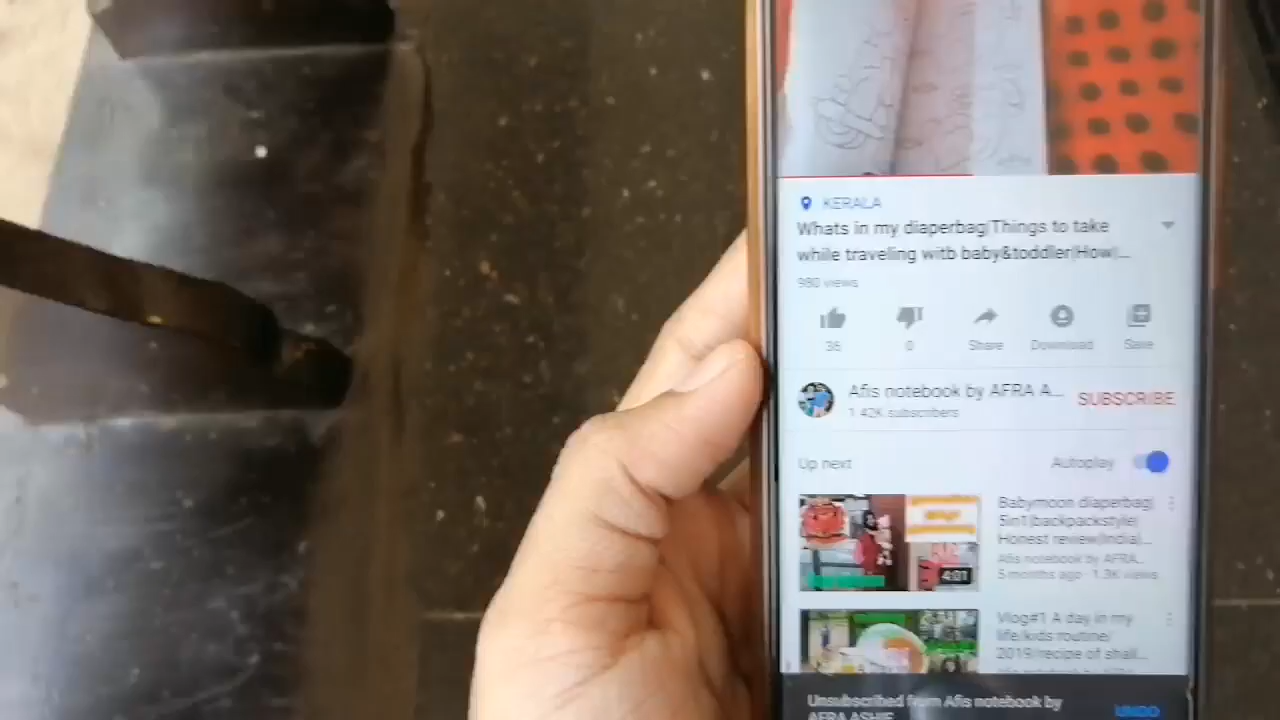 KERALA
Whats in my diaperbag|Things to take
while traveling witb baby&toddler|How|...
980 views
36
0
Share
Download
Save
Afis notebook by AFRA A...
SUBSCRIBE
1.42K subscribers
Up next
Autoplay
Babymoon diaperbag|
5in1|backpackstyle|
Honest review(India)...
Afis notebook by AFRA...
5 months ago · 1.3K views
4:01
Vlog#1 A day in my
life/kids routine/
2019/recipe of shall...
Unsubscribed from Afis notebook by
AFRA ASHIF
UNDO